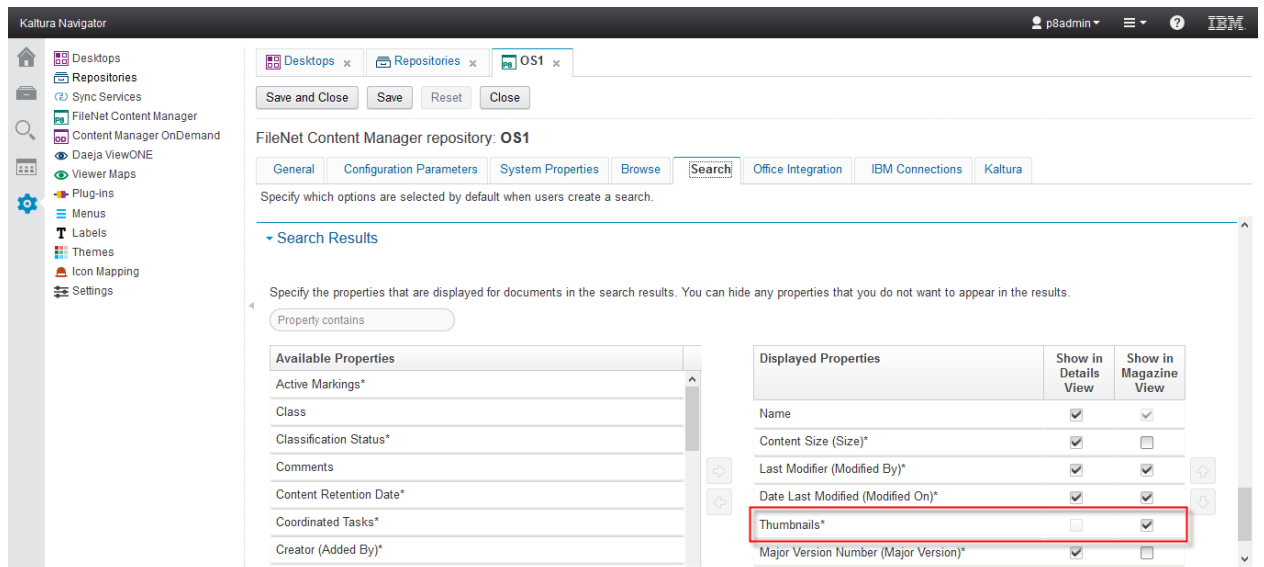 Kaltura Navigator
p8admin
?
IBM
Desktops
Repositories
Sync Services
P8 FileNet Content Manager
OD Content Manager OnDemand
Daeja ViewONE
Viewer Maps
Plug-ins
Menus
T Labels
Themes
Icon Mapping
Settings
Desktops x Repositories x P8 OS1 x
Save and Close Save Reset Close
FileNet Content Manager repository: OS1
General Configuration Parameters System Properties Browse Search Office Integration IBM Connections Kaltura
Specify which options are selected by default when users create a search.
Search Results
Specify the properties that are displayed for documents in the search results. You can hide any properties that you do not want to appear in the results.
Property contains
Available Properties
Active Markings*
Class
Classification Status*
Comments
Content Retention Date*
Coordinated Tasks*
Creator (Added By)*
Displayed Properties
Show in Details View
Show in Magazine View
Name
Content Size (Size)*
Last Modifier (Modified By)*
Date Last Modified (Modified On)*
Thumbnails*
Major Version Number (Major Version)*